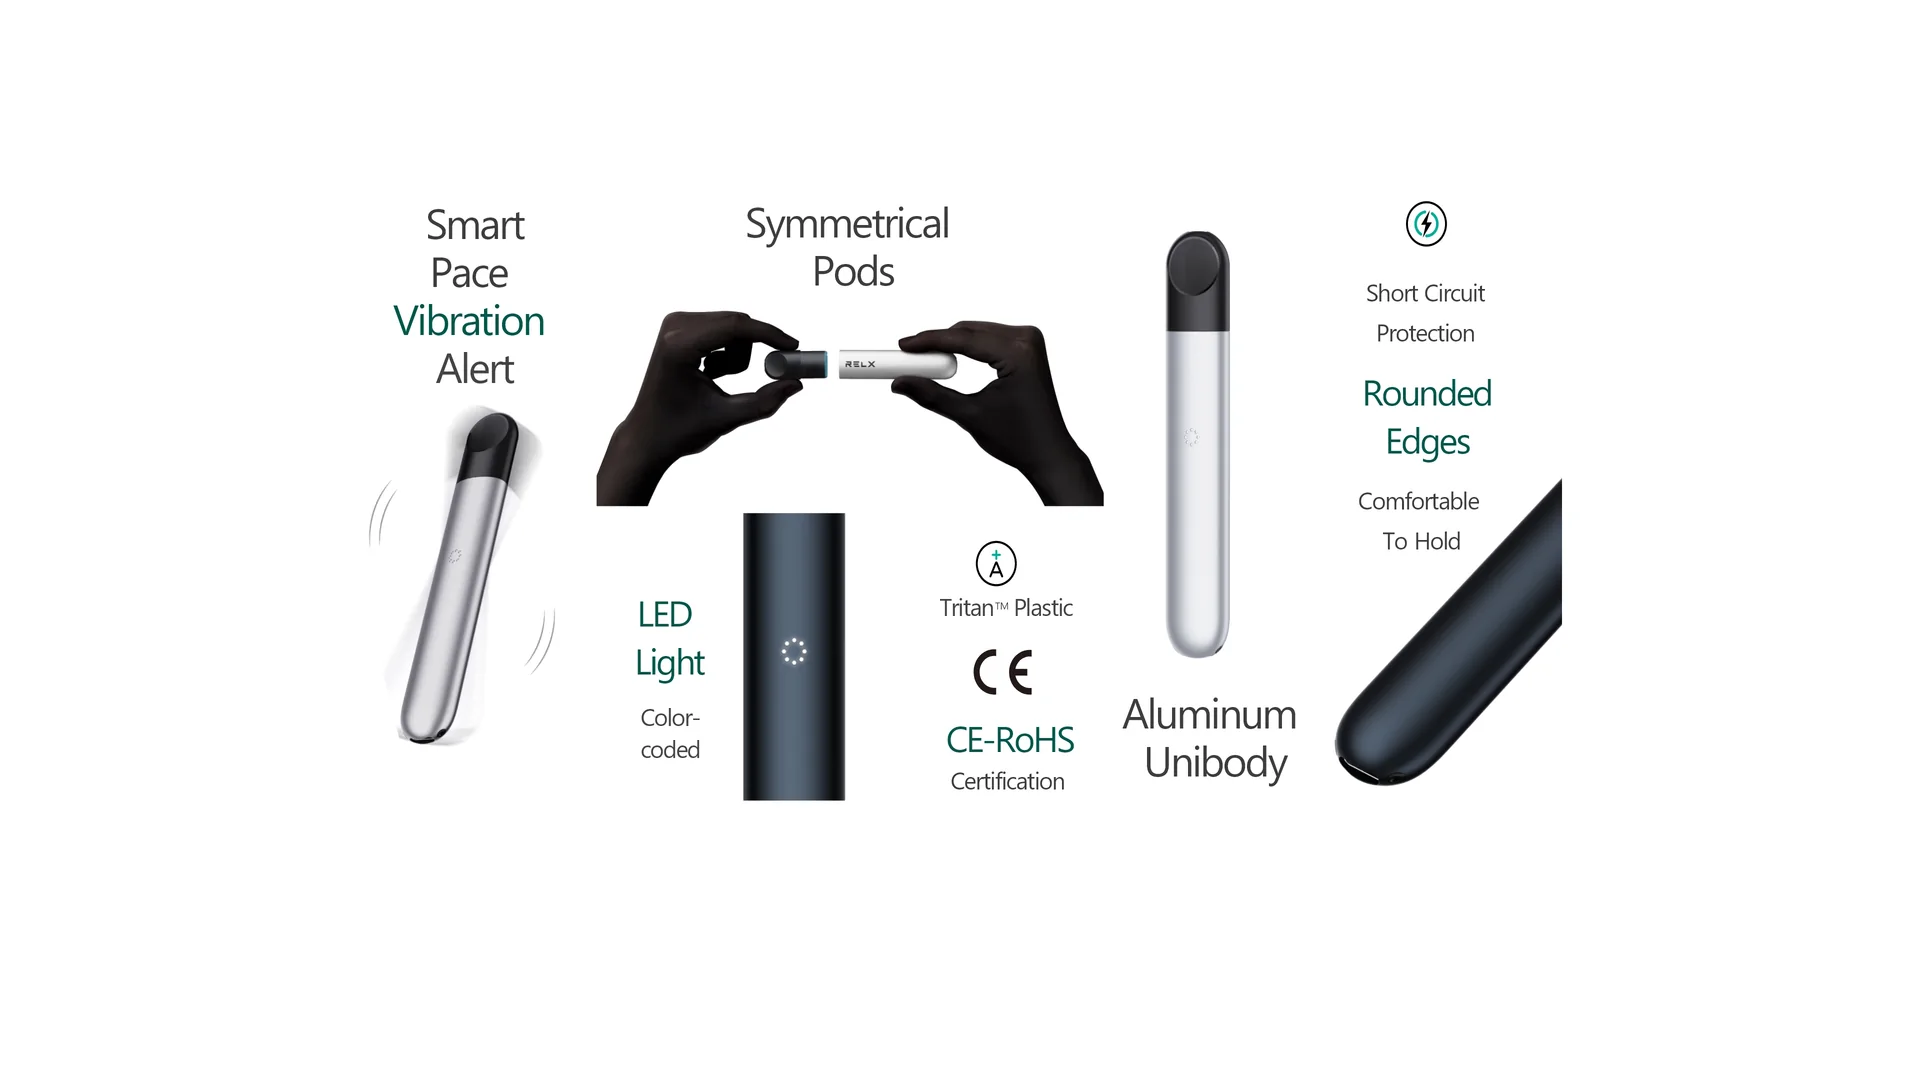 Smart
Pace
Vibration
Alert
Symmetrical
Pods
RELX
LED
Light
Color-
coded
A
Tritan™ Plastic
CE
CE-RoHS
Certification
Aluminum
Unibody
Short Circuit
Protection
Rounded
Edges
Comfortable
To Hold